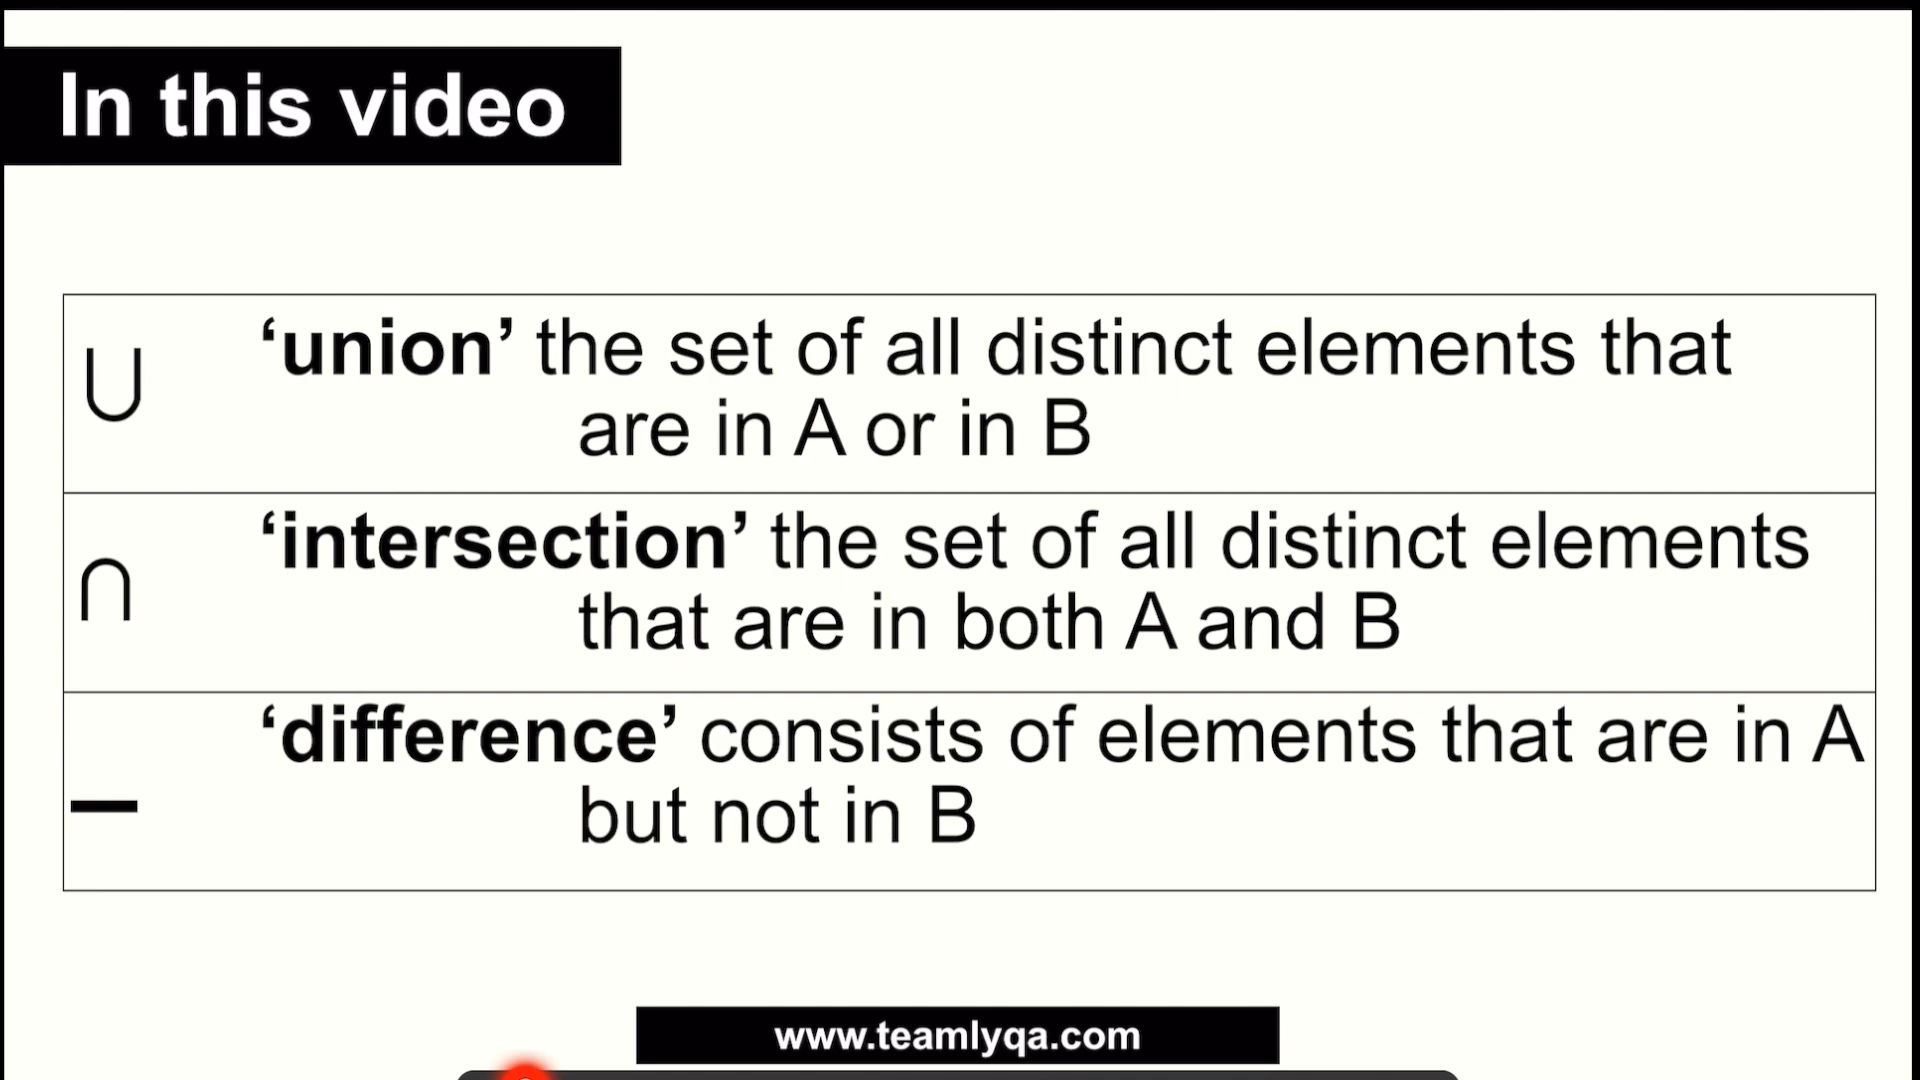 In this video
∪ ‘union’ the set of all distinct elements that
are in A or in B
∩ ‘intersection’ the set of all distinct elements
that are in both A and B
‘difference’ consists of elements that are in A
− but not in B
www.teamlyqa.com